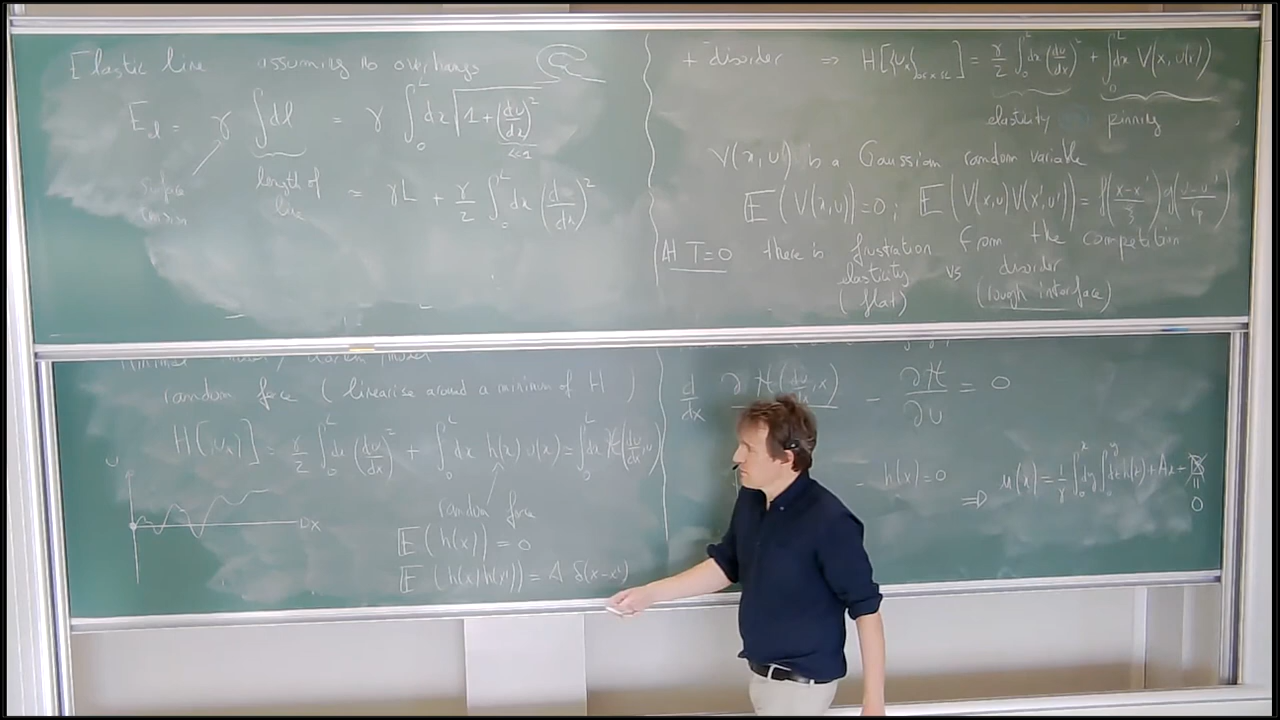 Elastic line assuming no overhangs
E_el = γ ∫dl = γ ∫_0^L dx √(1 + (du/dx)²)
<<1
length of line
= γL + γ/2 ∫_0^L dx (d/dx)²
+ disorder ⇒ H[{u_x}_{0≤x≤L}] = γ/2 ∫_0^L dx (du/dx)² + ∫_0^L dx V(x, u(x))
elasticity pinning
V(x, u) is a Gaussian random variable
E(V(x,u)) = 0 ; E(V(x,u)V(x',u')) = f((x-x')/ξ) g((u-u')/r_f)
At T=0 there is frustration from the competition
elasticity vs disorder
(flat) (rough interface)
random force (linearise around a minimum of H)
H[u_x] = γ/2 ∫_0^L dx (du/dx)² + ∫_0^L dx h(x) u(x) = ∫_0^L dx H(du/dx, u)
u
x
random force
E(h(x)) = 0
E(h(x)h(x')) = Δ δ(x-x')
d/dx ∂H(du/dx, x) - ∂H/∂u = 0
- h(x) = 0
⇒ u(x) = 1/γ ∫_0^x dy ∫_0^y dz h(z) + Ax + B
= 0